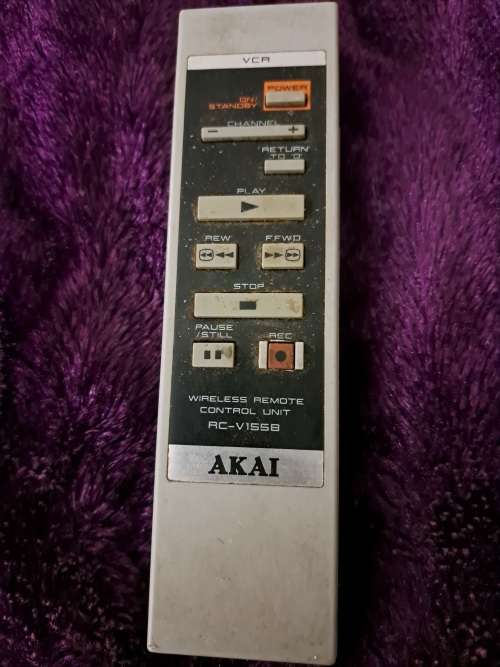 VCR
POWER
ON/
STANDBY
− CHANNEL +
RETURN
TO 'O'
PLAY
REW F.FWD
STOP
PAUSE
/STILL
REC
WIRELESS REMOTE
CONTROL UNIT
RC-V155B
AKAI